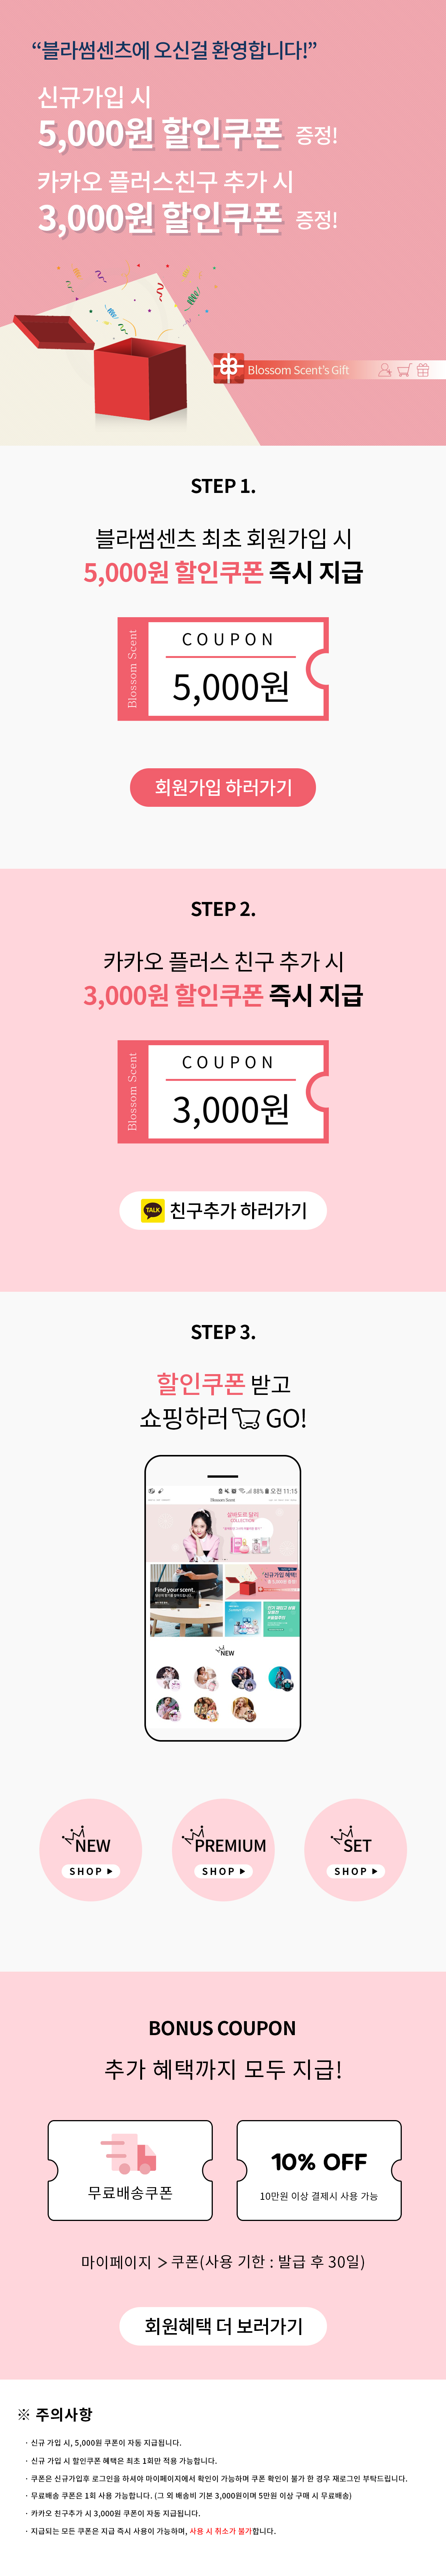 “블라썸센츠에 오신걸 환영합니다!”
신규가입 시
5,000원 할인쿠폰 증정!
카카오 플러스친구 추가 시
3,000원 할인쿠폰 증정!
Blossom Scent's Gift
STEP 1.
블라썸센츠 최초 회원가입 시
5,000원 할인쿠폰 즉시 지급
Blossom Scent
COUPON
5,000원
회원가입 하러가기
STEP 2.
카카오 플러스 친구 추가 시
3,000원 할인쿠폰 즉시 지급
Blossom Scent
COUPON
3,000원
TALK 친구추가 하러가기
STEP 3.
할인쿠폰 받고
쇼핑하러 GO!
88% 오전 11:15
Blossom Scent
살바도르 달리
COLLECTION
Find your scent.
"신규가입 혜택!
NEW
NEW
SHOP ▶
PREMIUM
SHOP ▶
SET
SHOP ▶
BONUS COUPON
추가 혜택까지 모두 지급!
무료배송쿠폰
10% OFF
10만원 이상 결제시 사용 가능
마이페이지 > 쿠폰(사용 기한 : 발급 후 30일)
회원혜택 더 보러가기
※ 주의사항
· 신규 가입 시, 5,000원 쿠폰이 자동 지급됩니다.
· 신규 가입 시 할인쿠폰 혜택은 최초 1회만 적용 가능합니다.
· 쿠폰은 신규가입후 로그인을 하셔야 마이페이지에서 확인이 가능하며 쿠폰 확인이 불가 한 경우 재로그인 부탁드립니다.
· 무료배송 쿠폰은 1회 사용 가능합니다. (그 외 배송비 기본 3,000원이며 5만원 이상 구매 시 무료배송)
· 카카오 친구추가 시 3,000원 쿠폰이 자동 지급됩니다.
· 지급되는 모든 쿠폰은 지급 즉시 사용이 가능하며, 사용 시 취소가 불가합니다.